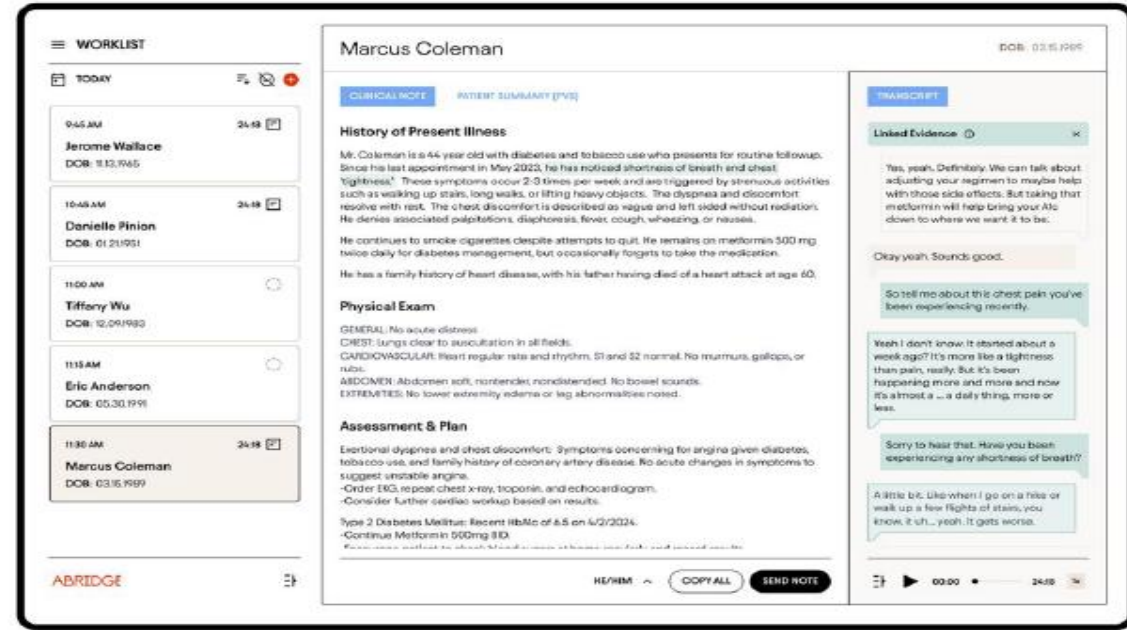 WORKLIST
TODAY
9:45 AM 24:18
Jerome Wallace
DOB: 11.13.1965
10:45 AM 24:18
Danielle Pinion
DOB: 01.21.1951
11:00 AM
Tiffany Wu
DOB: 12.09.1983
11:15 AM
Eric Anderson
DOB: 05.30.1991
11:30 AM 24:18
Marcus Coleman
DOB: 03.15.1989
ABRIDGE
Marcus Coleman
DOB: 03.15.1989
CLINICAL NOTE PATIENT SUMMARY (PVS)
History of Present Illness
Mr. Coleman is a 44 year old with diabetes and tobacco use who presents for routine followup.
Since his last appointment in May 2023, he has noticed shortness of breath and chest
tightness." These symptoms occur 2-3 times per week and are triggered by strenuous activities
such as walking up stairs, long walks, or lifting heavy objects. The dyspnea and discomfort
resolve with rest. The chest discomfort is described as vague and left sided without radiation.
He denies associated palpitations, diaphoresis, fever, cough, wheezing, or nausea.
He continues to smoke cigarettes despite attempts to quit. He remains on metformin 500 mg
twice daily for diabetes management, but occasionally forgets to take the medication.
He has a family history of heart disease, with his father having died of a heart attack at age 60.
Physical Exam
GENERAL: No acute distress
CHEST: Lungs clear to auscultation in all fields.
CARDIOVASCULAR: Heart regular rate and rhythm, S1 and S2 normal. No murmurs, gallops, or
rubs.
ABDOMEN: Abdomen soft, nontender, nondistended. No bowel sounds.
EXTREMITIES: No lower extremity edema or leg abnormalities noted.
Assessment & Plan
Exertional dyspnea and chest discomfort: Symptoms concerning for angina given diabetes,
tobacco use, and family history of coronary artery disease. No acute changes in symptoms to
suggest unstable angina.
-Order EKG, repeat chest x-ray, troponin, and echocardiogram.
-Consider further cardiac workup based on results.
Type 2 Diabetes Mellitus: Recent HbA1c of 6.5 on 4/2/2024.
-Continue Metformin 500mg BID.
HE/HIM COPY ALL SEND NOTE
TRANSCRIPT
Linked Evidence
Yes, yeah. Definitely. We can talk about
adjusting your regimen to maybe help
with those side effects. But taking that
metformin will help bring your A1c
down to where we want it to be.
Okay yeah. Sounds good.
So tell me about this chest pain you've
been experiencing recently.
Yeah I don't know. It started about a
week ago? It's more like a tightness
than pain, really. But it's been
happening more and more and now
it's almost a ... a daily thing, more or
less.
Sorry to hear that. Have you been
experiencing any shortness of breath?
A little bit. Like when I go on a hike or
walk up a few flights of stairs, you
know, it uh... yeah. It gets worse.
00:00 24:18 1x